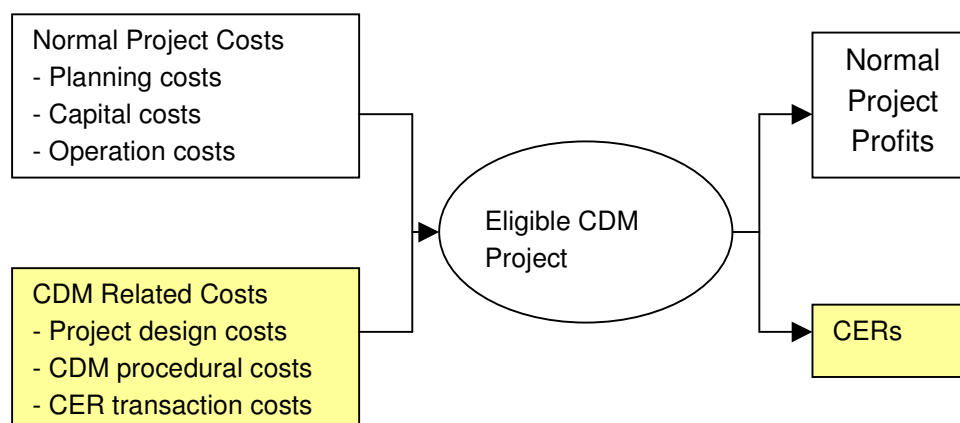 Normal Project Costs
- Planning costs
- Capital costs
- Operation costs
CDM Related Costs
- Project design costs
- CDM procedural costs
- CER transaction costs
Eligible CDM
Project
Normal
Project
Profits
CERs